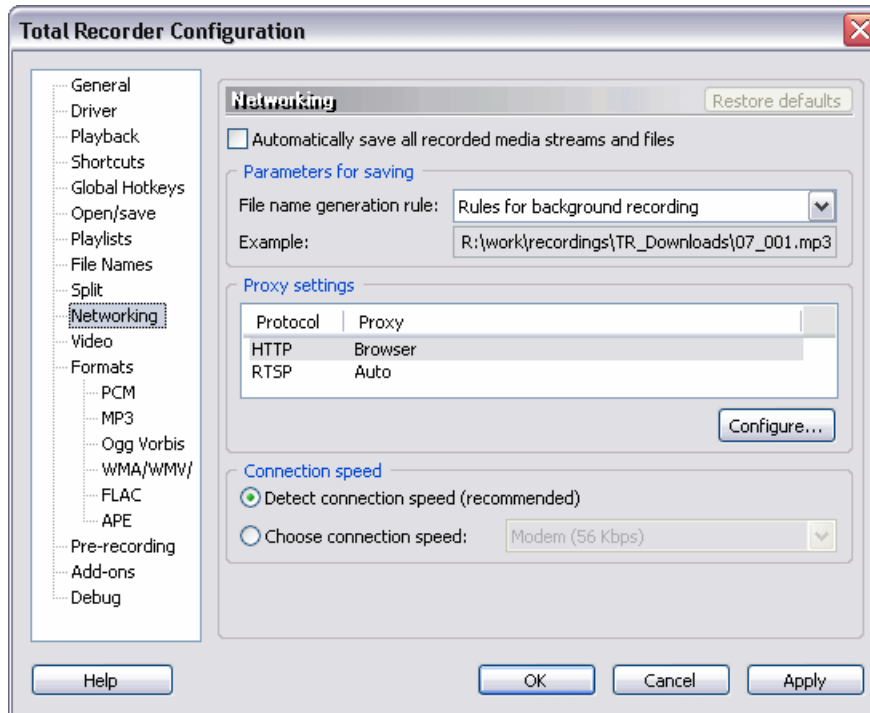 Total Recorder Configuration
General
Driver
Playback
Shortcuts
Global Hotkeys
Open/save
Playlists
File Names
Split
Networking
Video
Formats
PCM
MP3
Ogg Vorbis
WMA/WMV/
FLAC
APE
Pre-recording
Add-ons
Debug
Networking
Restore defaults
Automatically save all recorded media streams and files
Parameters for saving
File name generation rule: Rules for background recording
Example: R:\work\recordings\TR_Downloads\07_001.mp3
Proxy settings
Protocol Proxy
HTTP Browser
RTSP Auto
Configure...
Connection speed
Detect connection speed (recommended)
Choose connection speed: Modem (56 Kbps)
Help OK Cancel Apply